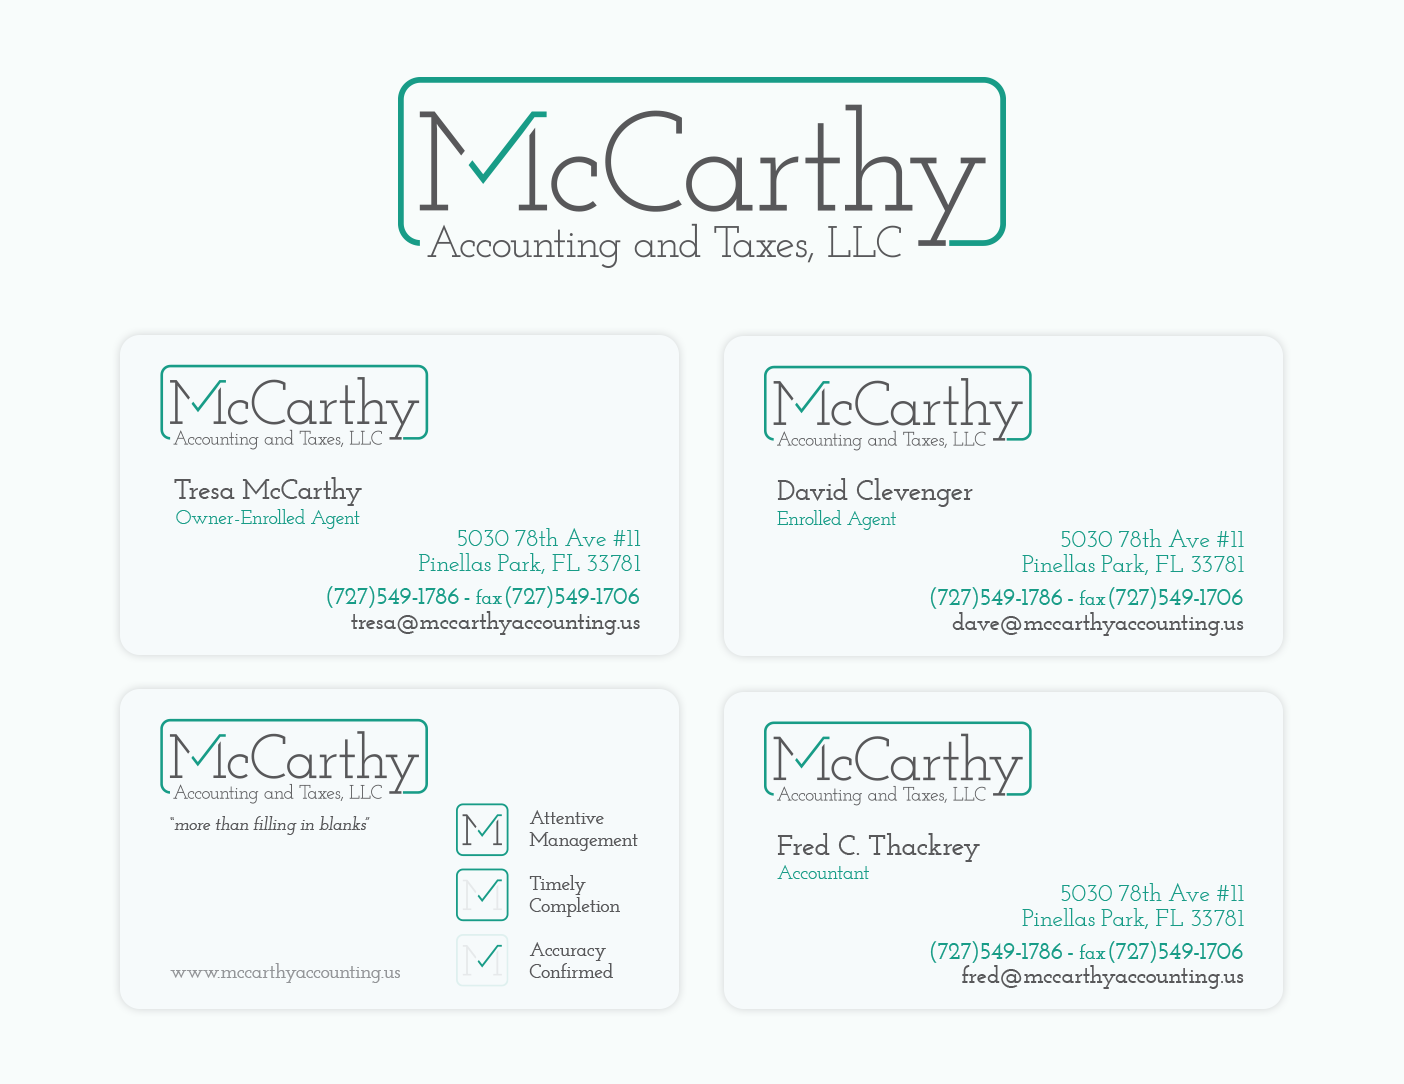 McCarthy
Accounting and Taxes, LLC
McCarthy
Accounting and Taxes, LLC
Tresa McCarthy
Owner-Enrolled Agent
5030 78th Ave #11
Pinellas Park, FL 33781
(727)549-1786 - fax(727)549-1706
tresa@mccarthyaccounting.us
McCarthy
Accounting and Taxes, LLC
David Clevenger
Enrolled Agent
5030 78th Ave #11
Pinellas Park, FL 33781
(727)549-1786 - fax(727)549-1706
dave@mccarthyaccounting.us
McCarthy
Accounting and Taxes, LLC
"more than filling in blanks"
M
Attentive
Management
M
Timely
Completion
M
Accuracy
Confirmed
www.mccarthyaccounting.us
McCarthy
Accounting and Taxes, LLC
Fred C. Thackrey
Accountant
5030 78th Ave #11
Pinellas Park, FL 33781
(727)549-1786 - fax(727)549-1706
fred@mccarthyaccounting.us